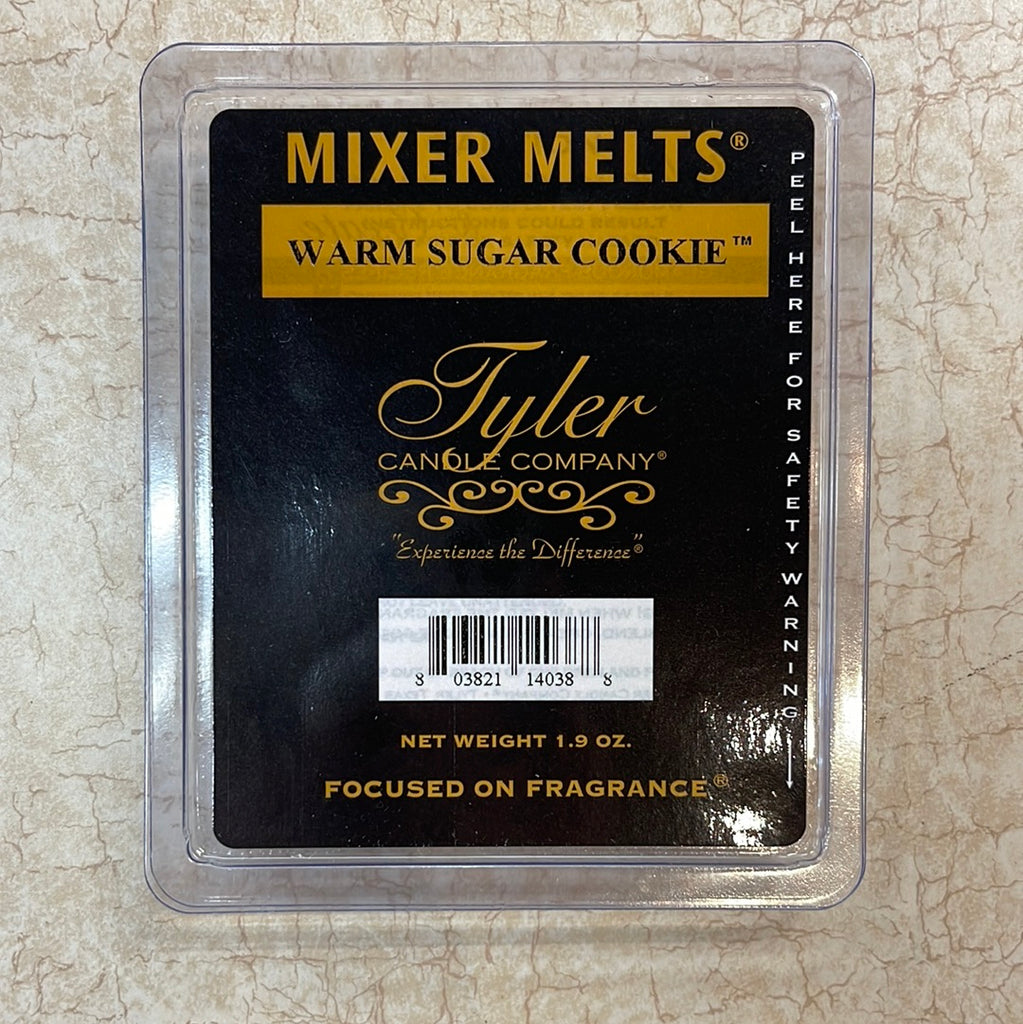 MIXER MELTS®
WARM SUGAR COOKIE™
Tyler
CANDLE COMPANY®
"Experience the Difference"®
8 03821 14038 8
NET WEIGHT 1.9 OZ.
FOCUSED ON FRAGRANCE®
PEEL HERE FOR SAFETY WARNING